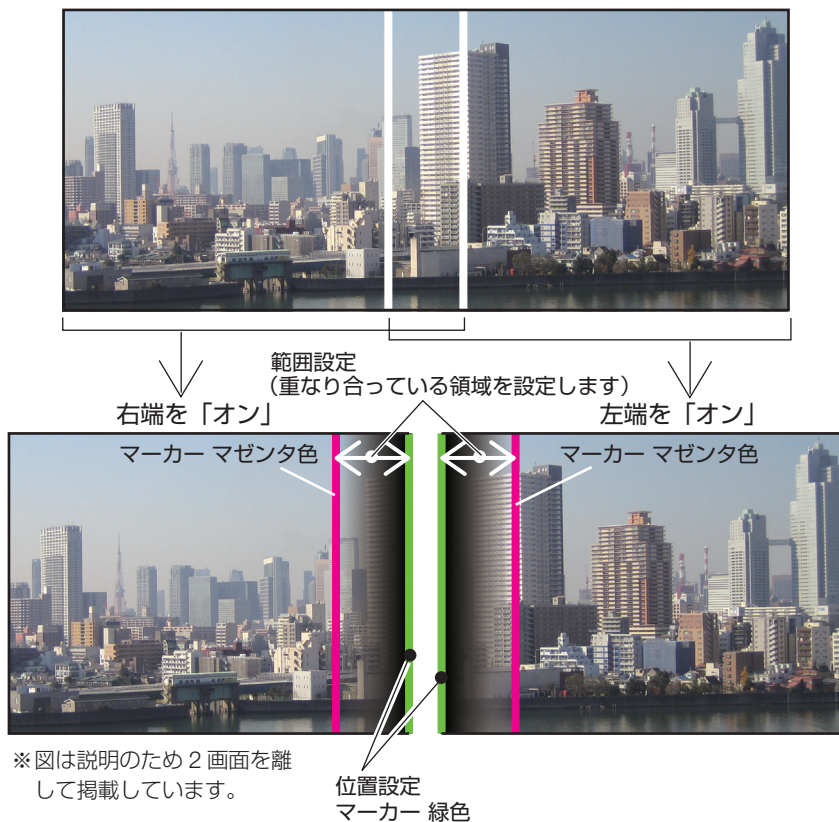 範囲設定
（重なり合っている領域を設定します）
右端を「オン」
左端を「オン」
マーカー マゼンタ色
マーカー マゼンタ色
※図は説明のため 2 画面を離
して掲載しています。
位置設定
マーカー 緑色